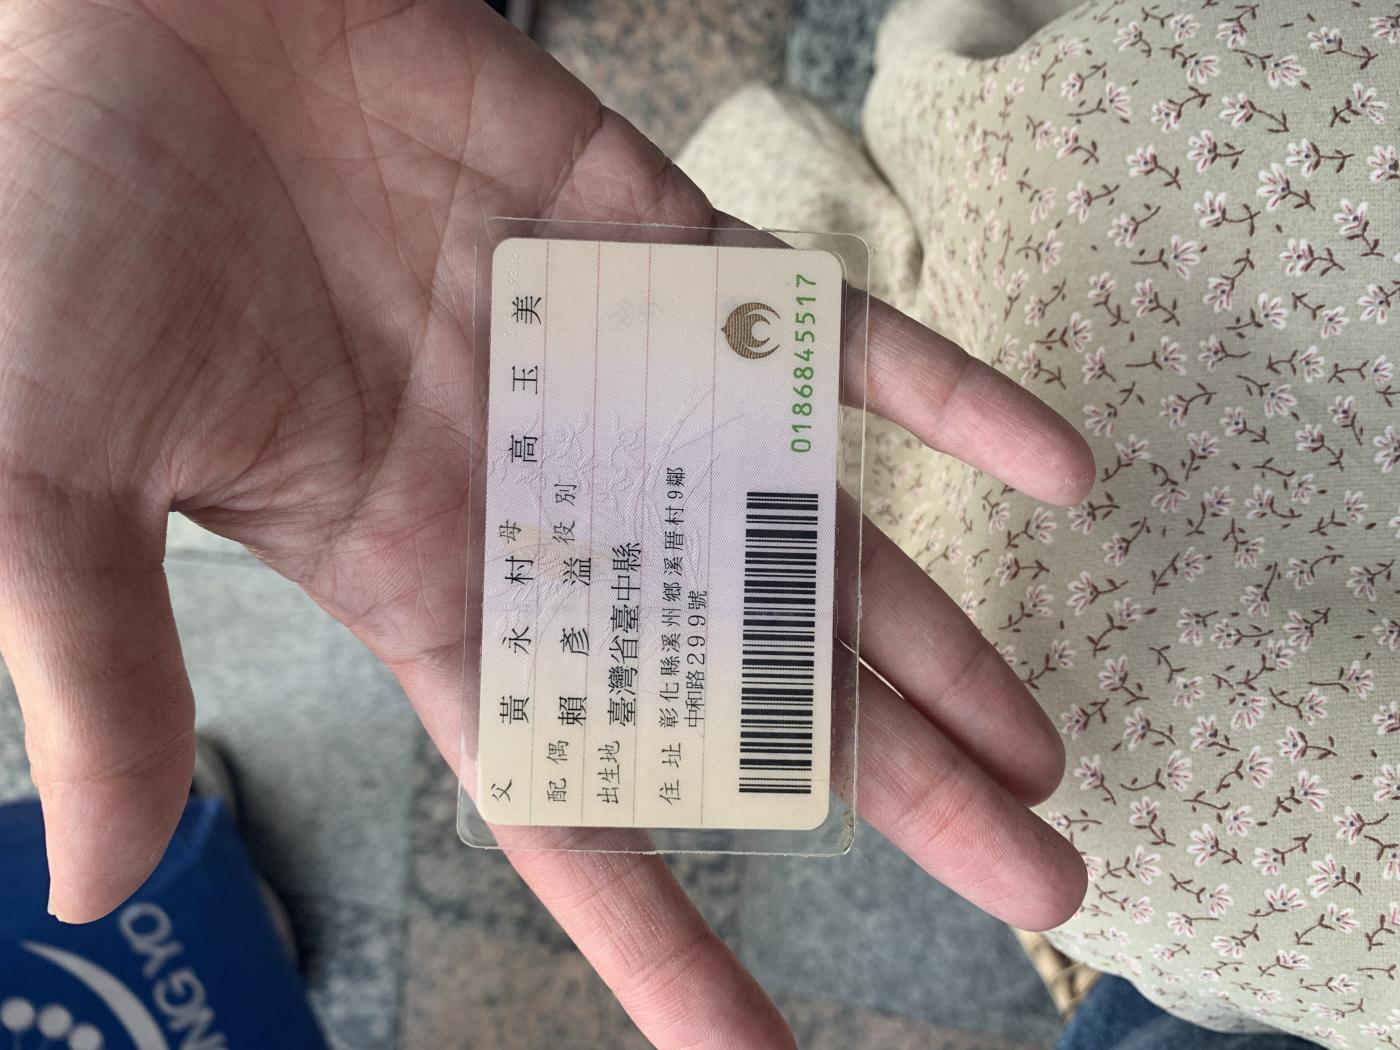 父 黃永村 母 高玉美
配偶 賴彥溢 役別
出生地 臺灣省臺中縣
住址 彰化縣溪州鄉溪厝村9鄰
中和路299號
0186845517
NGYO